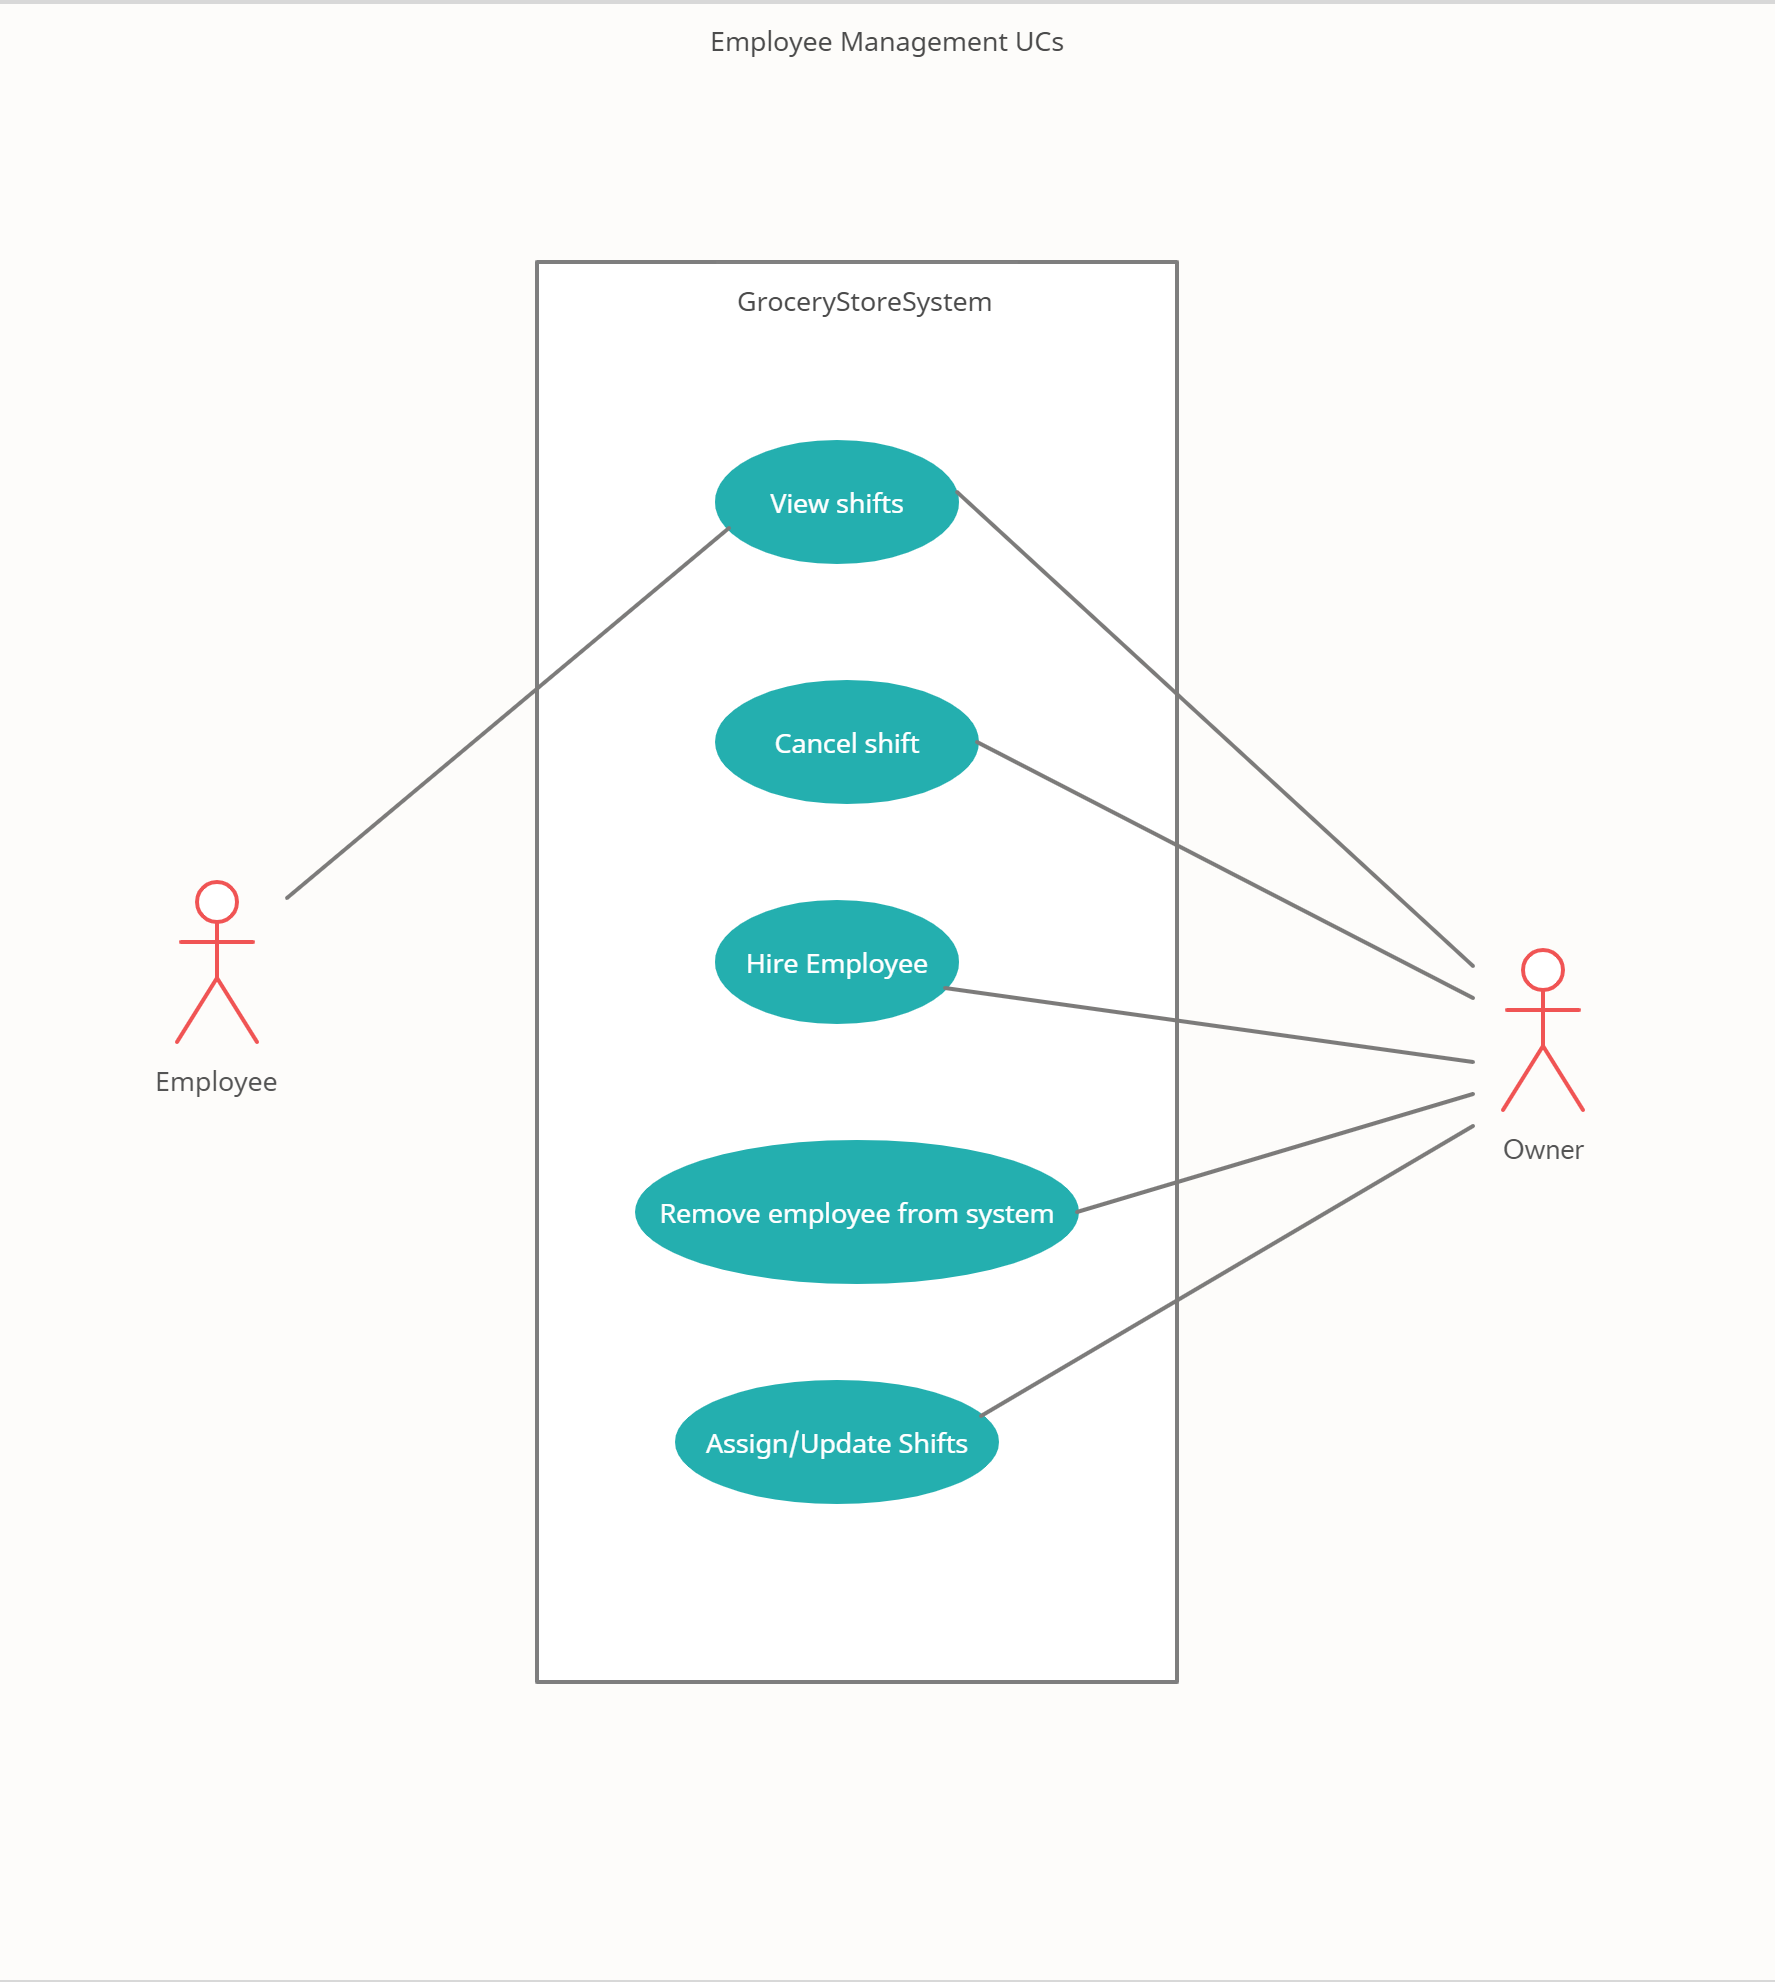 Employee Management UCs
GroceryStoreSystem
View shifts
Cancel shift
Hire Employee
Employee
Owner
Remove employee from system
Assign/Update Shifts